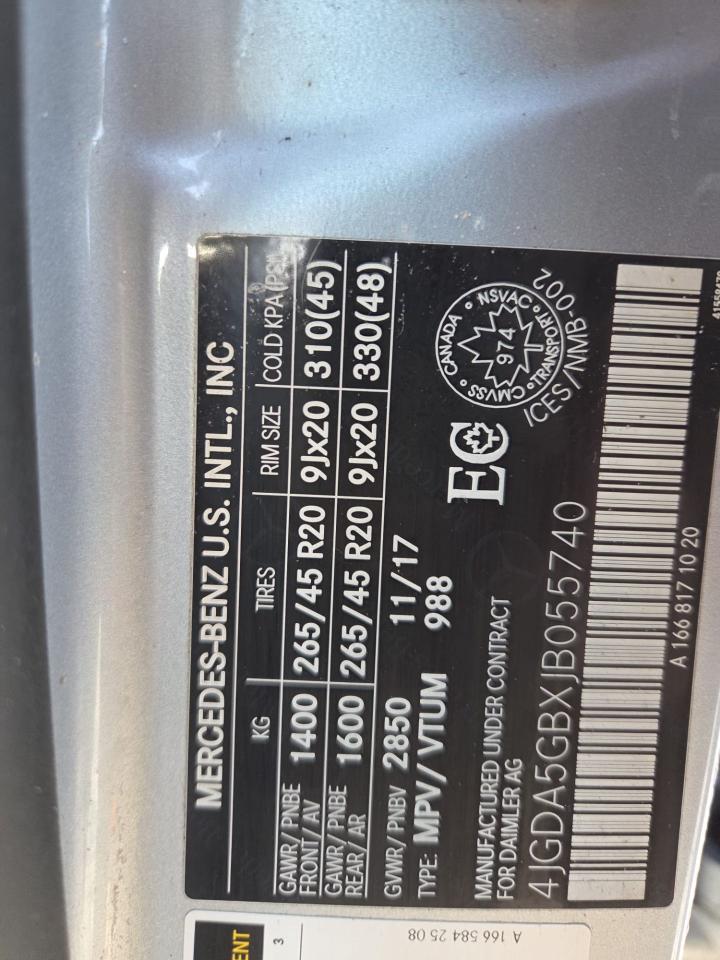 MERCEDES-BENZ U.S. INTL., INC
KG TIRES RIM SIZE COLD KPA (PSI)
GAWR/PNBE FRONT/AV 1400 265/45 R20 9Jx20 310(45)
GAWR/PNBE REAR/AR 1600 265/45 R20 9Jx20 330(48)
GVWR/PNBV 2850 11/17
TYPE: MPV/VTUM 988
MANUFACTURED UNDER CONTRACT
FOR DAIMLER AG
EC
CANADA · NSVAC · TRANSPORT · CMVSS
974
ICES/NMB-002
4JGDA5GBXJB055740
A 166 817 10 20
ENT
3
A 166 584 25 08